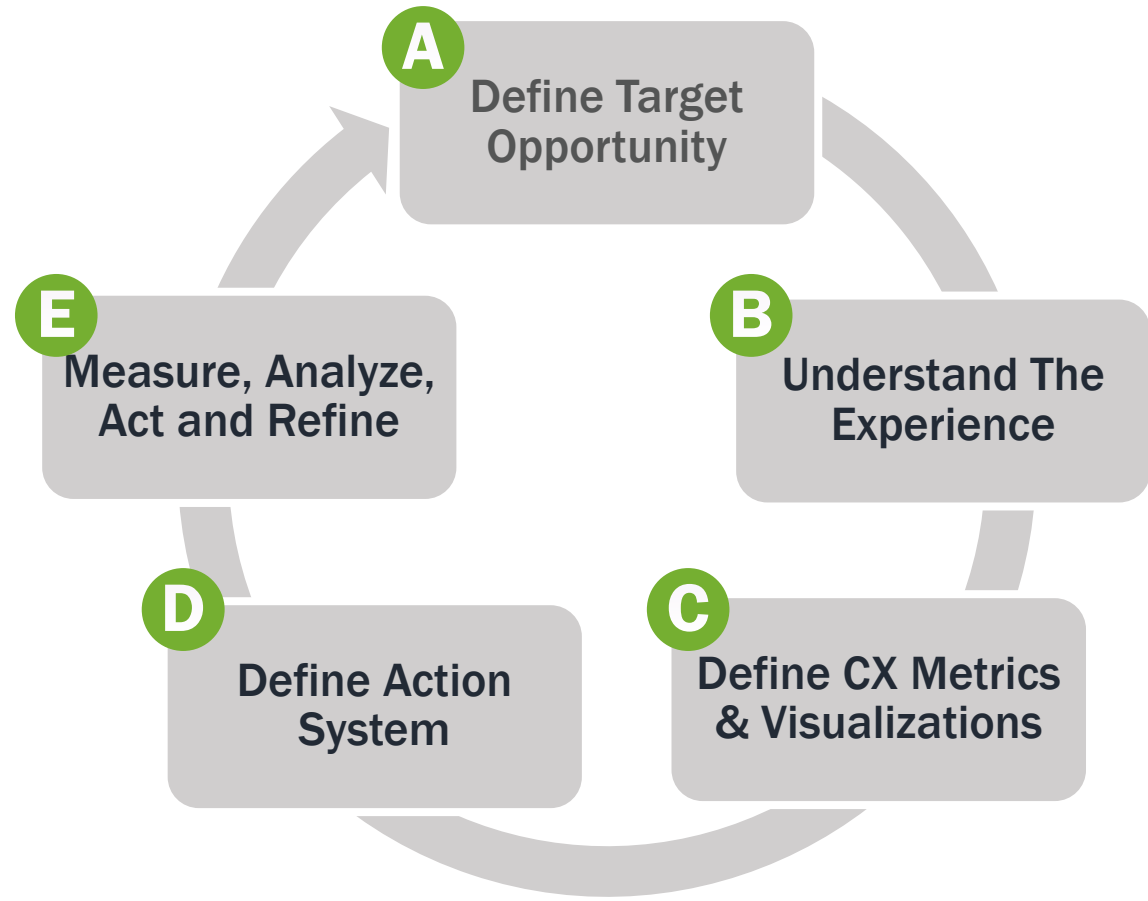 A
Define Target
Opportunity
B
Understand The
Experience
C
Define CX Metrics
& Visualizations
D
Define Action
System
E
Measure, Analyze,
Act and Refine